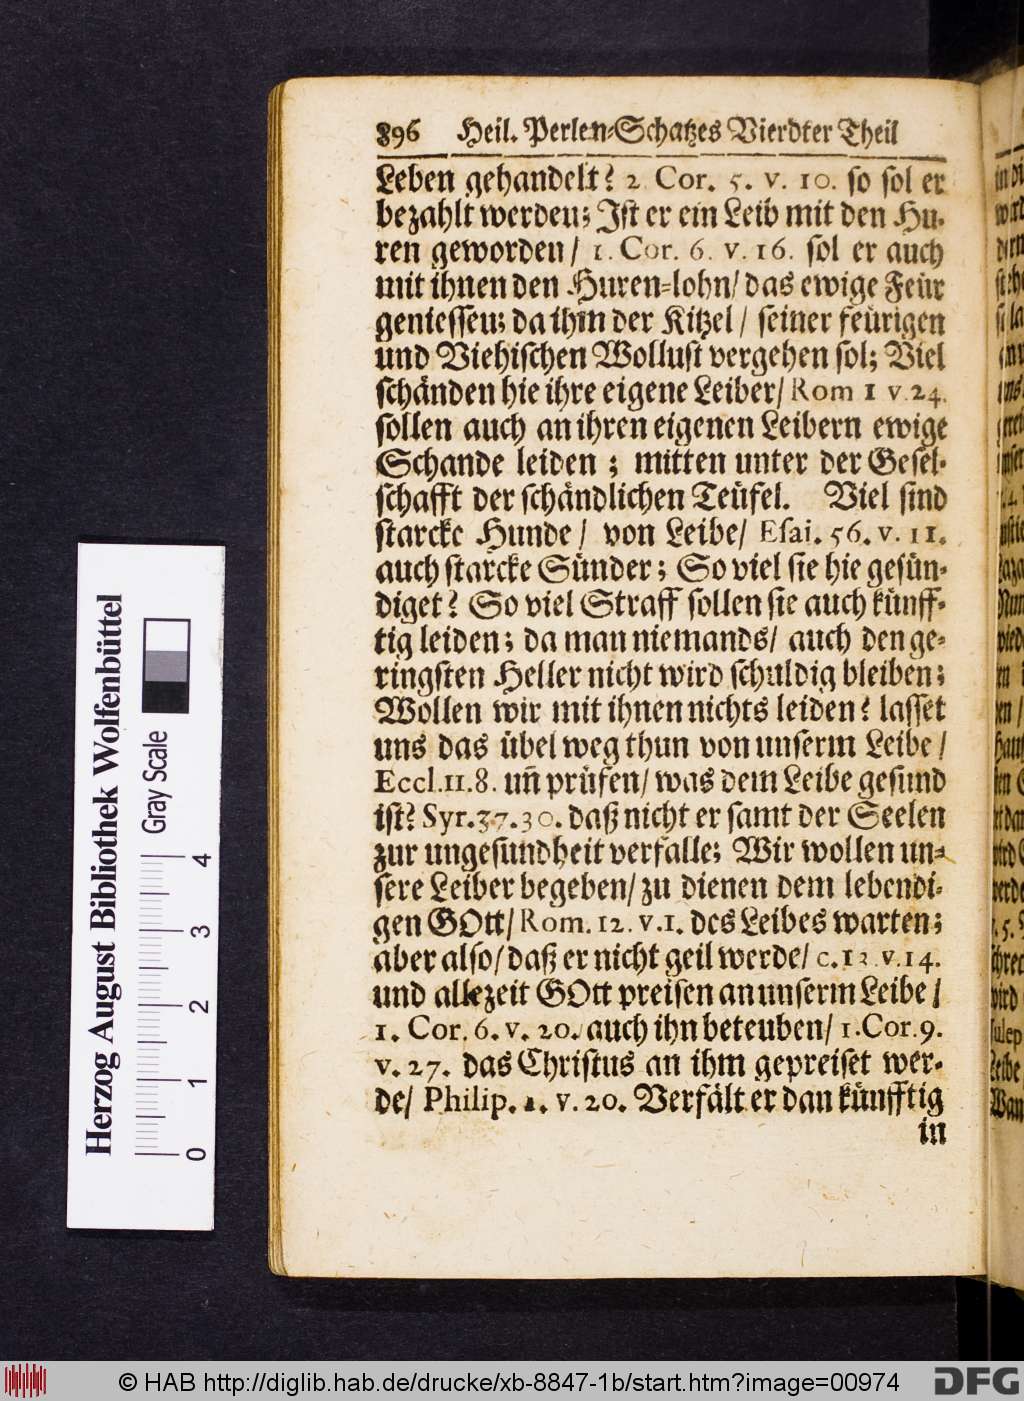 896 Heil. Perlen-Schatzes Vierdter Theil
Leben gehandelt? 2 Cor. 5. v. 10. so sol er
bezahlt werden; Ist er ein Leib mit den Hu-
ren geworden/ 1. Cor. 6. v. 16. sol er auch
mit ihnen den Huren-lohn/ das ewige Feür
geniessen; da ihm der Kitzel/ seiner feürigen
und Viehischen Wollust vergehen sol; Viel
schänden hie ihre eigene Leiber/ Rom 1 v. 24.
sollen auch an ihren eigenen Leibern ewige
Schande leiden; mitten unter der Gesel-
schafft der schändlichen Teüfel. Viel sind
starcke Hunde/ von Leibe/ Esai. 56. v. 11.
auch starcke Sünder; So viel sie hie gesün-
diget? So viel Straff sollen sie auch künff-
tig leiden; da man niemands/ auch den ge-
ringsten Heller nicht wird schuldig bleiben;
Wollen wir mit ihnen nichts leiden? lasset
uns das übel weg thun von unserm Leibe/
Eccl. 11. 8. uñ prüfen/ was dem Leibe gesund
ist? Syr. 37. 30. daß nicht er samt der Seelen
zur ungesundheit verfalle; Wir wollen un-
sere Leiber begeben/ zu dienen dem lebendi-
gen GOtt/ Rom. 12. v. 1. des Leibes warten;
aber also/ daß er nicht geil werde/ c. 13 v. 14.
und allezeit GOtt preisen an unserm Leibe/
1. Cor. 6. v. 20. auch ihn beteuben/ 1. Cor. 9.
v. 27. das Christus an ihm gepreiset wer-
de/ Philip. 1. v. 20. Verfält er dan künfftig
in
Herzog August Bibliothek Wolfenbüttel
Gray Scale
0 1 2 3 4
© HAB http://diglib.hab.de/drucke/xb-8847-1b/start.htm?image=00974
DFG